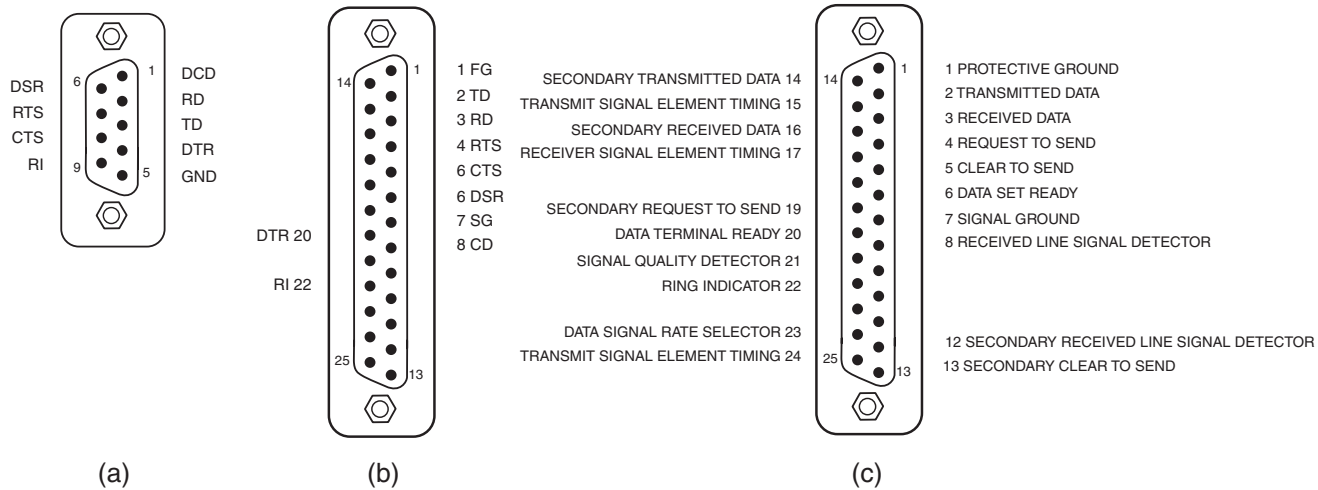 6
9
1
5
DSR
RTS
CTS
RI
DCD
RD
TD
DTR
GND
(a)
14
25
1
13
DTR 20
RI 22
1 FG
2 TD
3 RD
4 RTS
6 CTS
6 DSR
7 SG
8 CD
(b)
SECONDARY TRANSMITTED DATA 14
TRANSMIT SIGNAL ELEMENT TIMING 15
SECONDARY RECEIVED DATA 16
RECEIVER SIGNAL ELEMENT TIMING 17
SECONDARY REQUEST TO SEND 19
DATA TERMINAL READY 20
SIGNAL QUALITY DETECTOR 21
RING INDICATOR 22
DATA SIGNAL RATE SELECTOR 23
TRANSMIT SIGNAL ELEMENT TIMING 24
14
25
1
13
1 PROTECTIVE GROUND
2 TRANSMITTED DATA
3 RECEIVED DATA
4 REQUEST TO SEND
5 CLEAR TO SEND
6 DATA SET READY
7 SIGNAL GROUND
8 RECEIVED LINE SIGNAL DETECTOR
12 SECONDARY RECEIVED LINE SIGNAL DETECTOR
13 SECONDARY CLEAR TO SEND
(c)